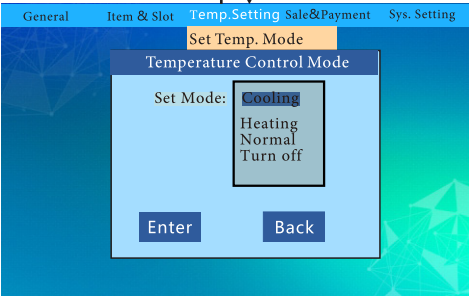 General Item & Slot Temp.Setting Sale&Payment Sys. Setting
Set Temp. Mode
Temperature Control Mode
Set Mode: Cooling
Heating
Normal
Turn off
Enter Back